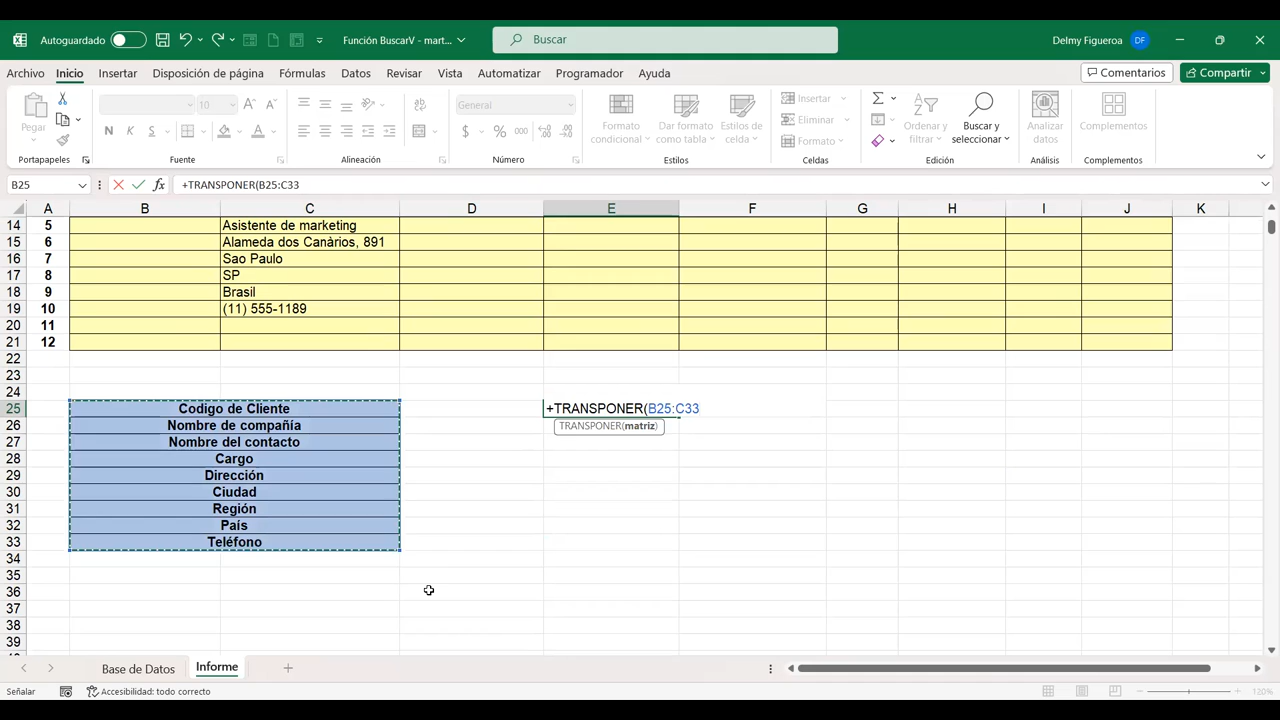 Autoguardado
Función BuscarV - mart...
Buscar
Delmy Figueroa
DF
Archivo Inicio Insertar Disposición de página Fórmulas Datos Revisar Vista Automatizar Programador Ayuda
Comentarios
Compartir
Pegar
10
N K S
General
$ % 000
Formato condicional
Dar formato como tabla
Estilos de celda
Insertar
Eliminar
Formato
Ordenar y filtrar
Buscar y seleccionar
Analizar datos
Complementos
Portapapeles Fuente Alineación Número Estilos Celdas Edición Análisis Complementos
B25
+TRANSPONER(B25:C33
A B C D E F G H I J K
14 5 Asistente de marketing
15 6 Alameda dos Canàrios, 891
16 7 Sao Paulo
17 8 SP
18 9 Brasil
19 10 (11) 555-1189
20 11
21 12
22
23
24
25 Codigo de Cliente +TRANSPONER(B25:C33
26 Nombre de compañía TRANSPONER(matriz)
27 Nombre del contacto
28 Cargo
29 Dirección
30 Ciudad
31 Región
32 País
33 Teléfono
34
35
36
37
38
39
Base de Datos Informe
Señalar
Accesibilidad: todo correcto
120%